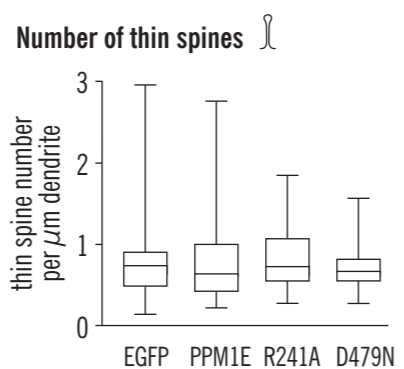 Number of thin spines
thin spine number
per μm dendrite
3
2
1
0
EGFP PPM1E R241A D479N